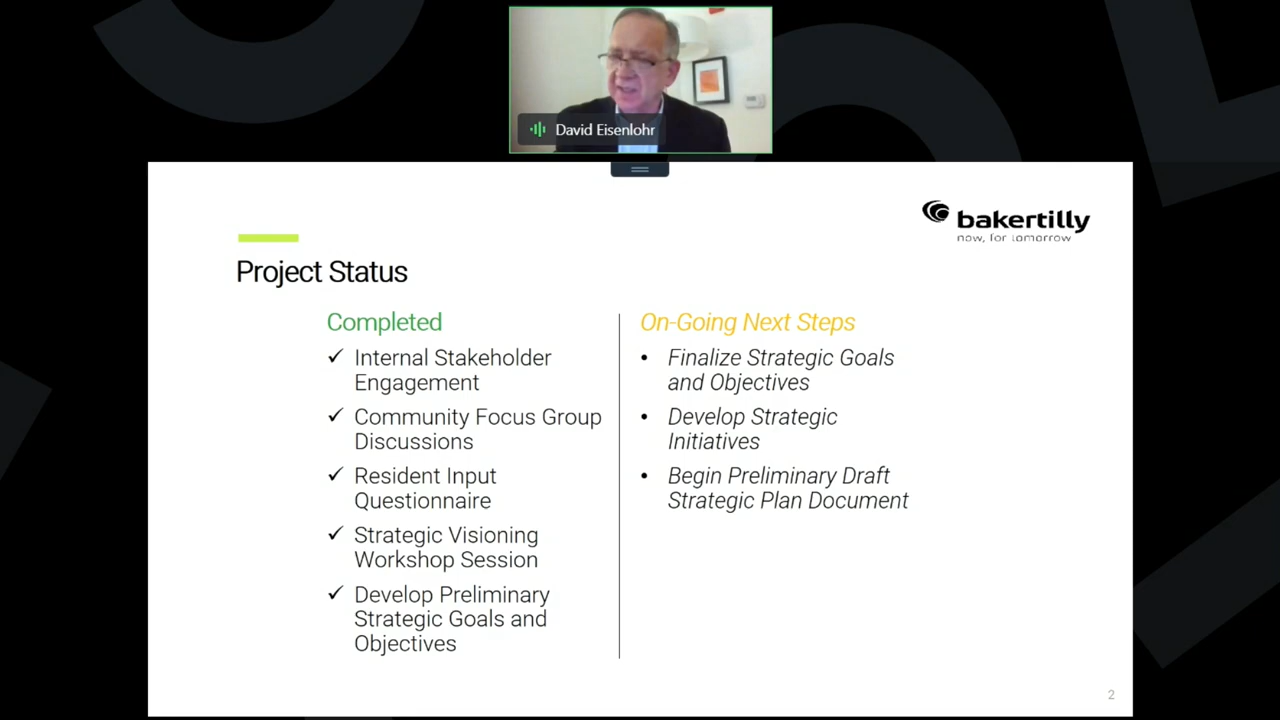 David Eisenlohr
bakertilly
now, for tomorrow
Project Status
Completed
✓ Internal Stakeholder
Engagement
✓ Community Focus Group
Discussions
✓ Resident Input
Questionnaire
✓ Strategic Visioning
Workshop Session
✓ Develop Preliminary
Strategic Goals and
Objectives
On-Going Next Steps
• Finalize Strategic Goals
and Objectives
• Develop Strategic
Initiatives
• Begin Preliminary Draft
Strategic Plan Document
2